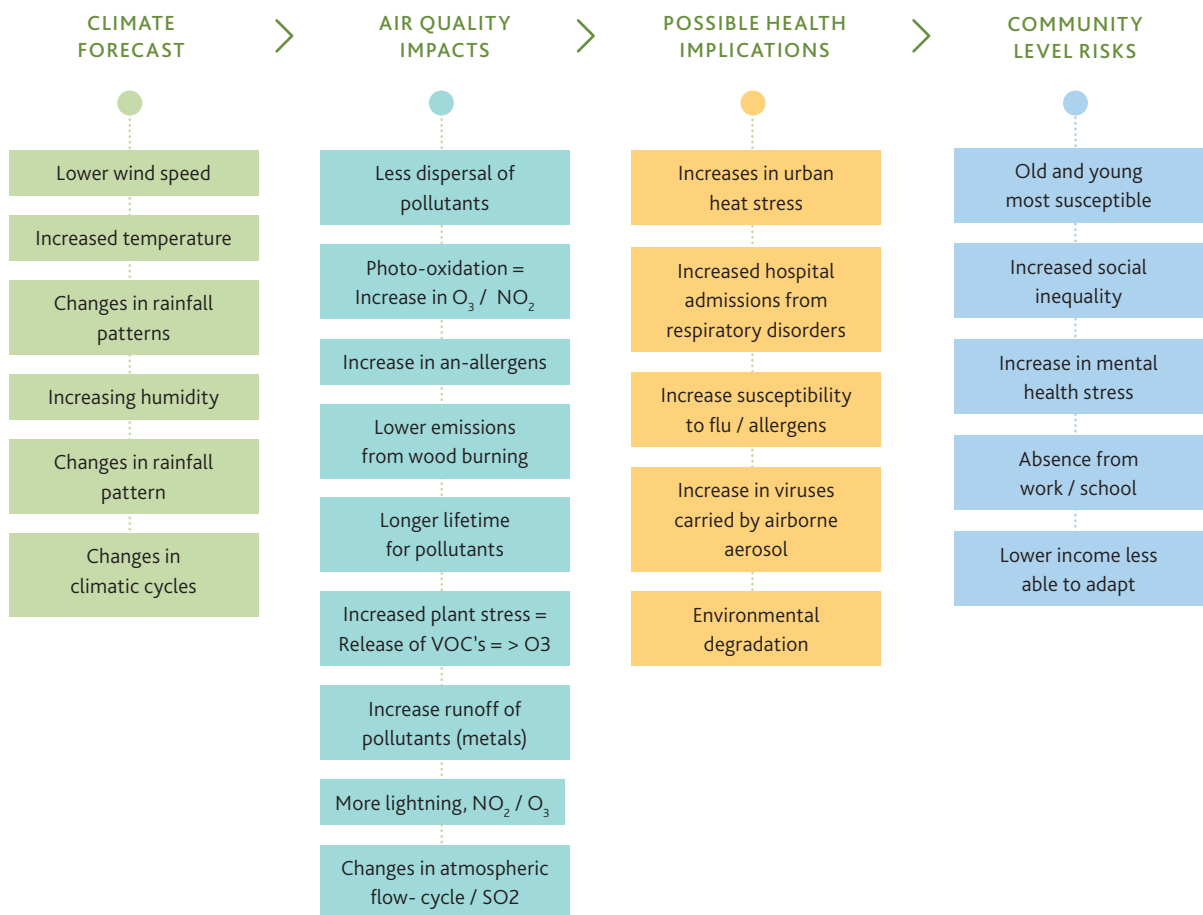 CLIMATE
FORECAST
AIR QUALITY
IMPACTS
POSSIBLE HEALTH
IMPLICATIONS
COMMUNITY
LEVEL RISKS
Lower wind speed
Increased temperature
Changes in rainfall
patterns
Increasing humidity
Changes in rainfall
pattern
Changes in
climatic cycles
Less dispersal of
pollutants
Photo-oxidation =
Increase in O₃ / NO₂
Increase in an-allergens
Lower emissions
from wood burning
Longer lifetime
for pollutants
Increased plant stress =
Release of VOC's = > O3
Increase runoff of
pollutants (metals)
More lightning, NO₂ / O₃
Changes in atmospheric
flow- cycle / SO2
Increases in urban
heat stress
Increased hospital
admissions from
respiratory disorders
Increase susceptibility
to flu / allergens
Increase in viruses
carried by airborne
aerosol
Environmental
degradation
Old and young
most susceptible
Increased social
inequality
Increase in mental
health stress
Absence from
work / school
Lower income less
able to adapt